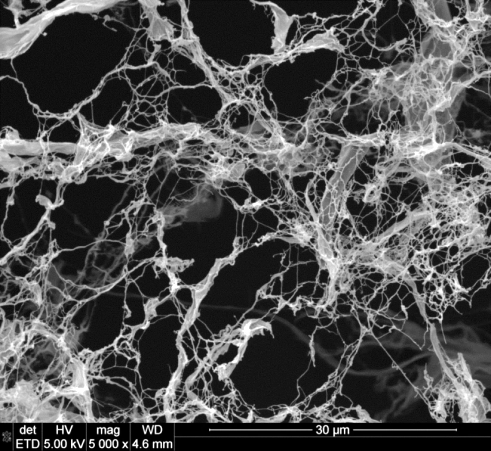 det HV mag WD 30 µm
ETD 5.00 kV 5 000 x 4.6 mm